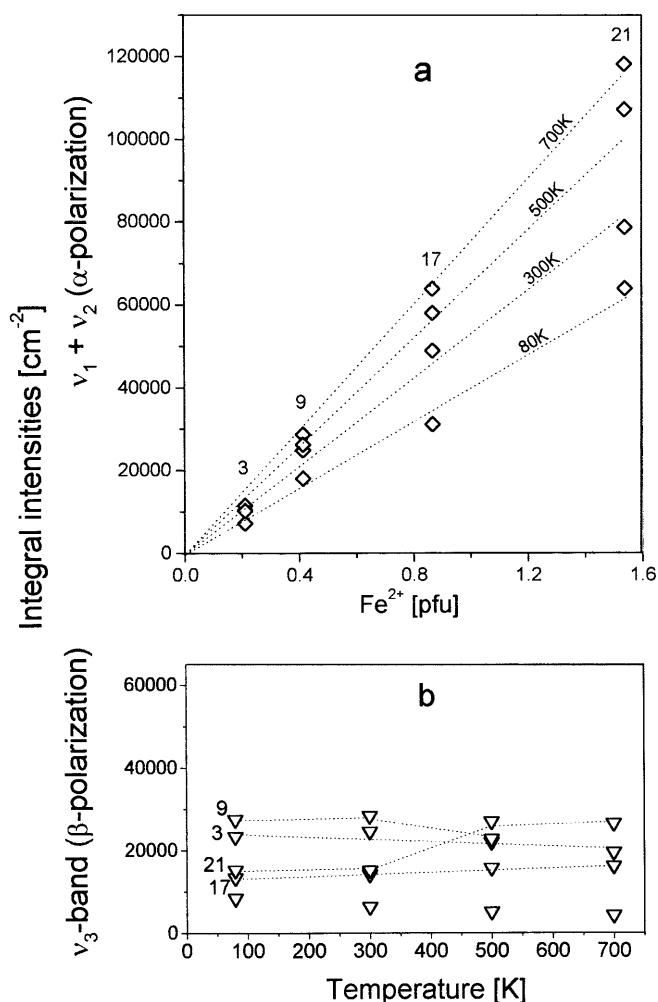 a
Integral intensities [cm⁻²]
ν₁ + ν₂ (α-polarization)
120000
100000
80000
60000
40000
20000
0
3
9
17
21
700K
500K
300K
80K
0.0 0.4 0.8 1.2 1.6
Fe²⁺ [pfu]
b
ν₃-band (β-polarization)
60000
40000
20000
0
9
3
21
17
100 200 300 400 500 600 700
Temperature [K]